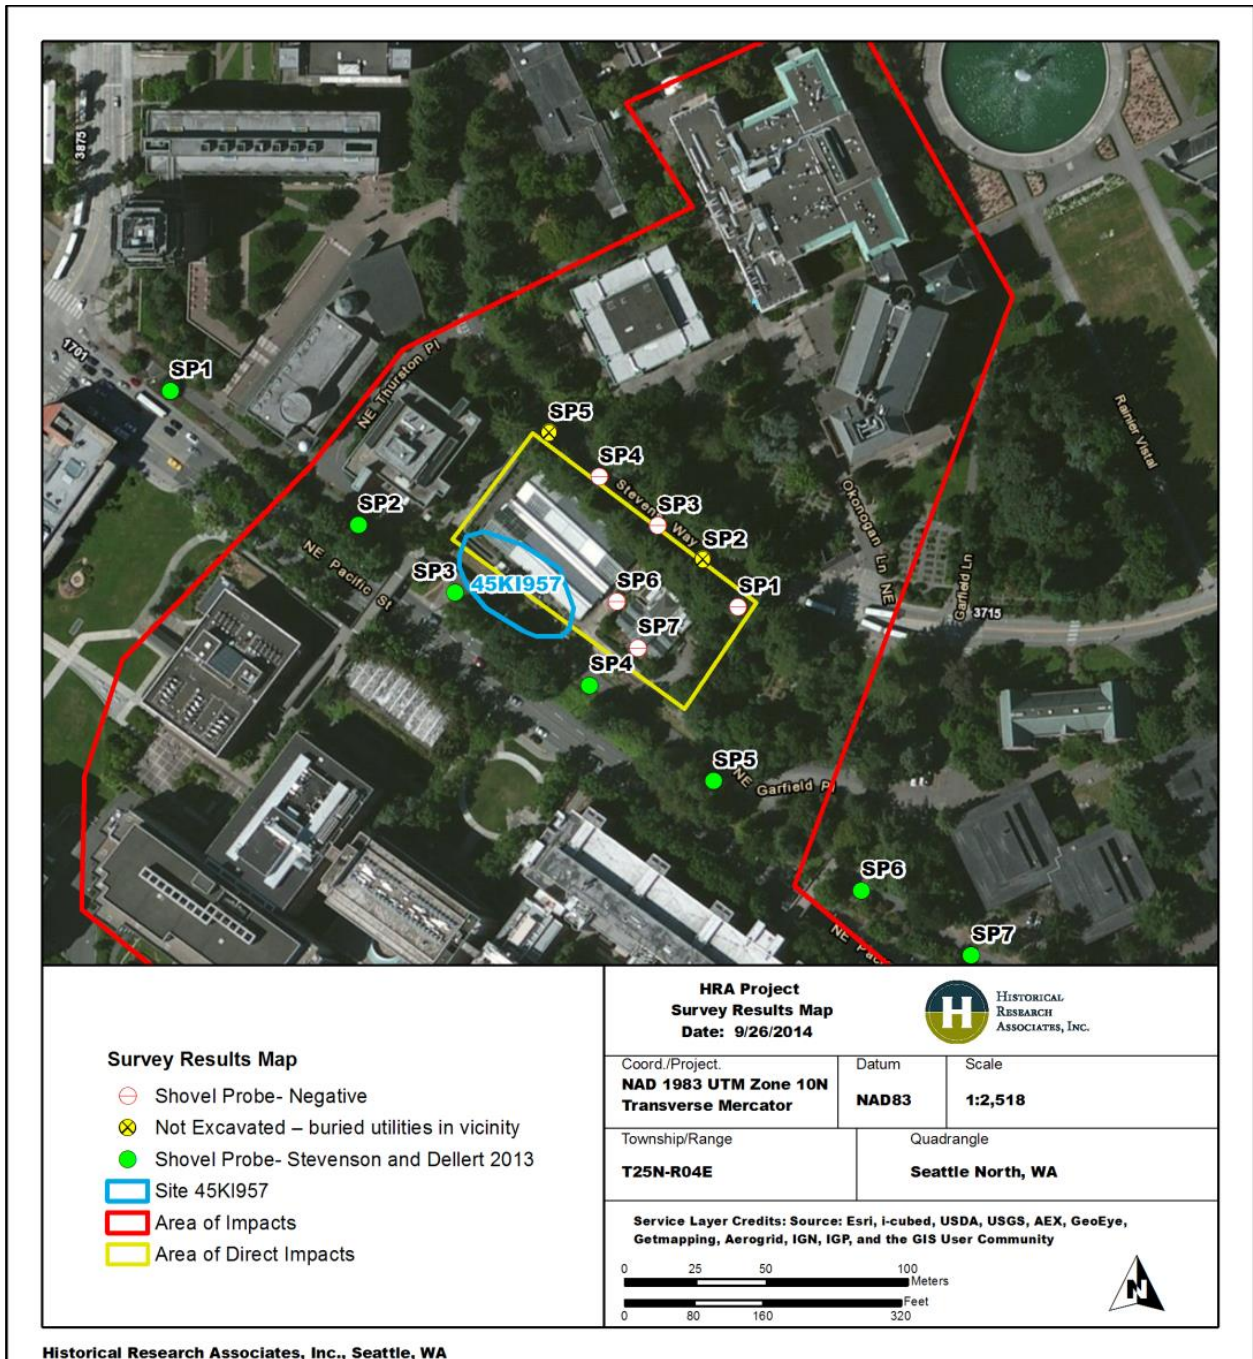 3875
1701
SP1
NE Thurston Pl
SP5
SP4
Stevens Way
SP3
SP2
SP2
NE Pacific St
SP3
45KI957
SP6
SP1
SP7
SP4
Okonogan Ln NE
Garfield Ln
3715
Rainier Vistal
SP5
NE Garfield Pl
SP6
NE Paci
SP7
Survey Results Map
Shovel Probe- Negative
Not Excavated – buried utilities in vicinity
Shovel Probe- Stevenson and Dellert 2013
Site 45KI957
Area of Impacts
Area of Direct Impacts
HRA Project
Survey Results Map
Date: 9/26/2014
H
HISTORICAL
RESEARCH
ASSOCIATES, INC.
Coord./Project.
NAD 1983 UTM Zone 10N
Transverse Mercator
Datum
NAD83
Scale
1:2,518
Township/Range
T25N-R04E
Quadrangle
Seattle North, WA
Service Layer Credits: Source: Esri, i-cubed, USDA, USGS, AEX, GeoEye,
Getmapping, Aerogrid, IGN, IGP, and the GIS User Community
0 25 50 100
Meters
Feet
0 80 160 320
N
Historical Research Associates, Inc., Seattle, WA